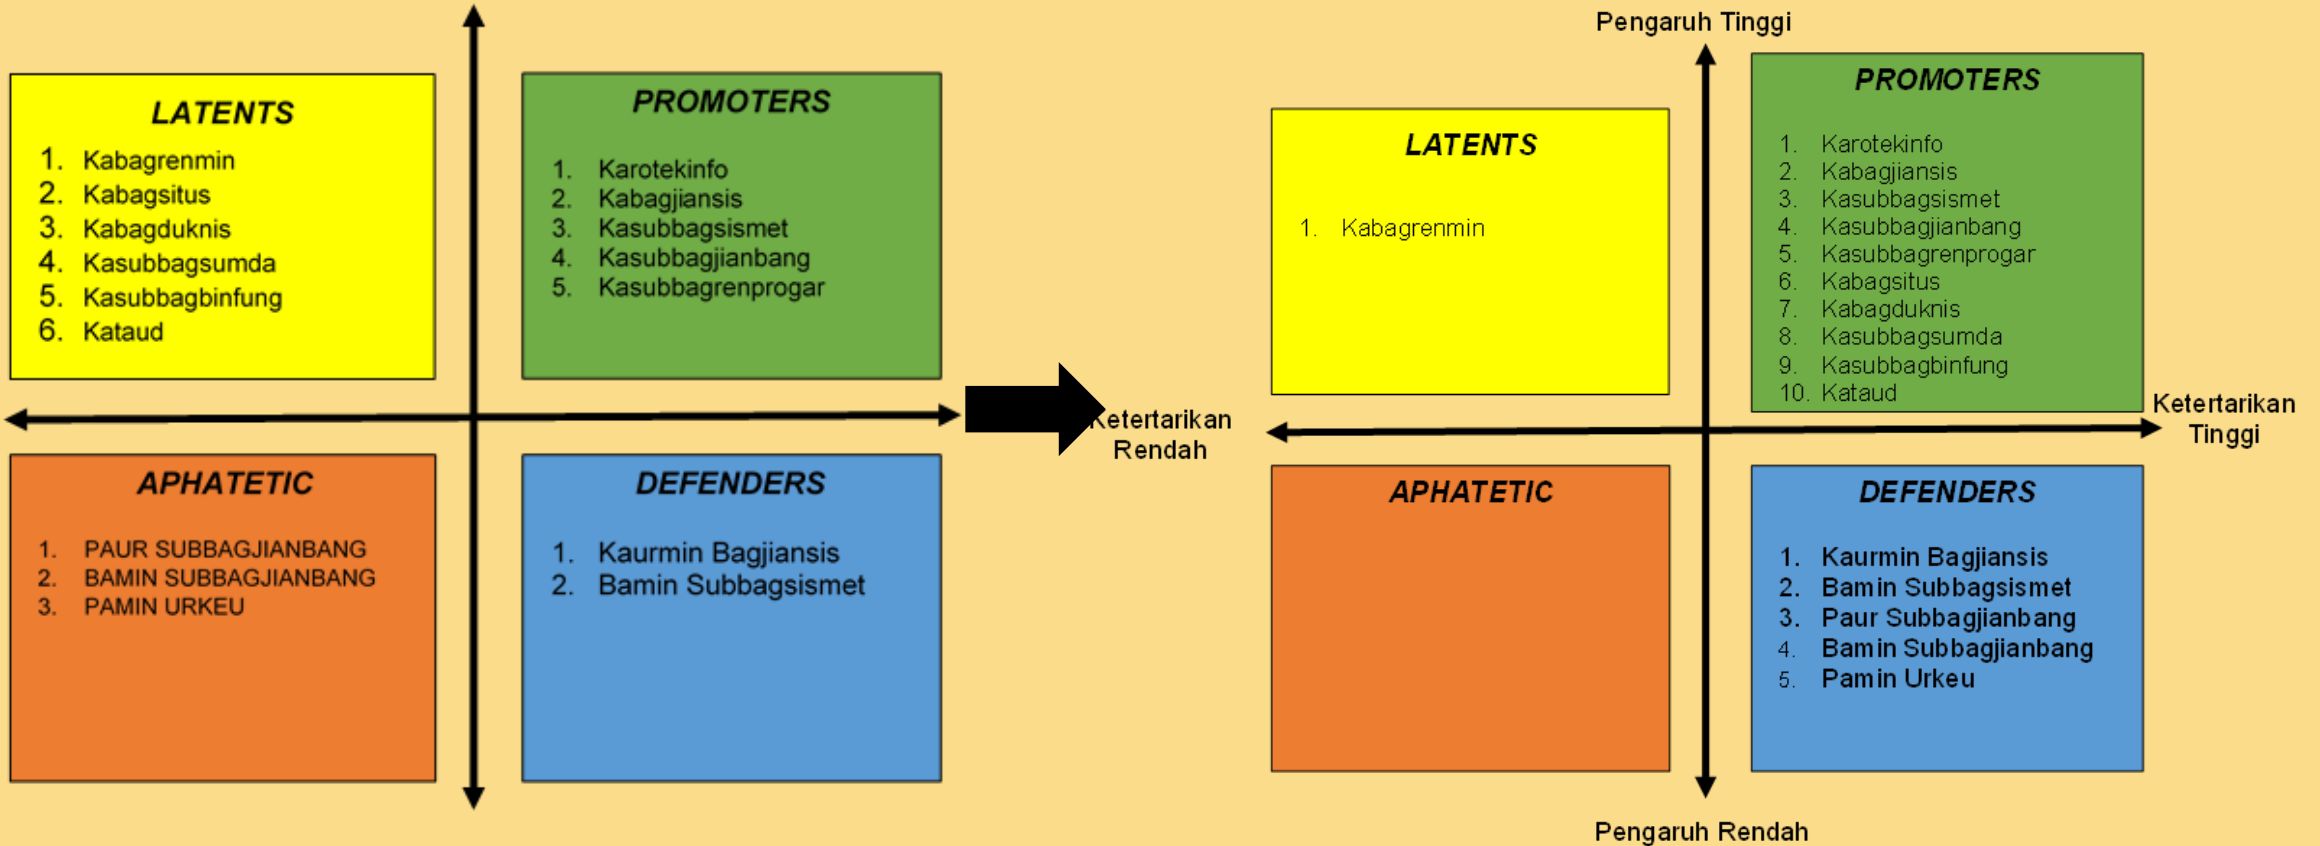 LATENTS
1. Kabagrenmin
2. Kabagsitus
3. Kabagduknis
4. Kasubbagsumda
5. Kasubbagbinfung
6. Kataud
PROMOTERS
1. Karotekinfo
2. Kabagjiansis
3. Kasubbagsismet
4. Kasubbagjianbang
5. Kasubbagrenprogar
APHATETIC
1. PAUR SUBBAGJIANBANG
2. BAMIN SUBBAGJIANBANG
3. PAMIN URKEU
DEFENDERS
1. Kaurmin Bagjiansis
2. Bamin Subbagsismet
Pengaruh Tinggi
LATENTS
1. Kabagrenmin
PROMOTERS
1. Karotekinfo
2. Kabagjiansis
3. Kasubbagsismet
4. Kasubbagjianbang
5. Kasubbagrenprogar
6. Kabagsitus
7. Kabagduknis
8. Kasubbagsumda
9. Kasubbagbinfung
10. Kataud
Ketertarikan
Rendah
Ketertarikan
Tinggi
APHATETIC
DEFENDERS
1. Kaurmin Bagjiansis
2. Bamin Subbagsismet
3. Paur Subbagjianbang
4. Bamin Subbagjianbang
5. Pamin Urkeu
Pengaruh Rendah